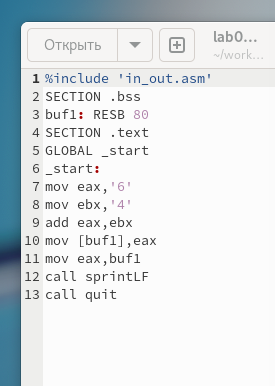 Открыть
lab0...
~/work...
1 %include 'in_out.asm'
2 SECTION .bss
3 buf1: RESB 80
4 SECTION .text
5 GLOBAL _start
6 _start:
7 mov eax,'6'
8 mov ebx,'4'
9 add eax,ebx
10 mov [buf1],eax
11 mov eax,buf1
12 call sprintLF
13 call quit